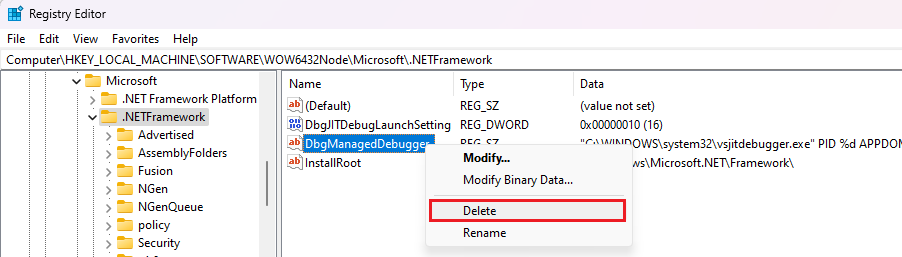 Registry Editor
File Edit View Favorites Help
Computer\HKEY_LOCAL_MACHINE\SOFTWARE\WOW6432Node\Microsoft\.NETFramework
Microsoft
.NET Framework Platform
.NETFramework
Advertised
AssemblyFolders
Fusion
NGen
NGenQueue
policy
Security
Name Type Data
(Default) REG_SZ (value not set)
DbgJITDebugLaunchSetting REG_DWORD 0x00000010 (16)
DbgManagedDebugger REG_SZ "C:\WINDOWS\system32\vsjitdebugger.exe" PID %d APPDOM
InstallRoot ows\Microsoft.NET\Framework\
Modify...
Modify Binary Data...
Delete
Rename